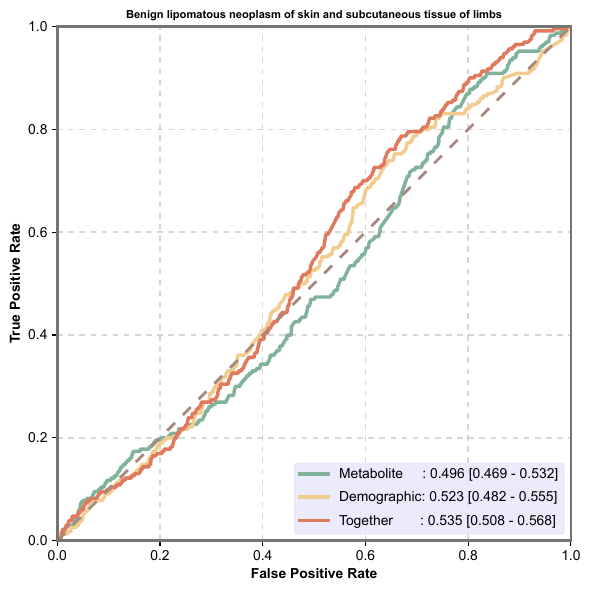 Benign lipomatous neoplasm of skin and subcutaneous tissue of limbs
1.0
0.8
0.6
0.4
0.2
0.0
True Positive Rate
Metabolite : 0.496 [0.469 - 0.532]
Demographic: 0.523 [0.482 - 0.555]
Together : 0.535 [0.508 - 0.568]
0.0 0.2 0.4 0.6 0.8 1.0
False Positive Rate